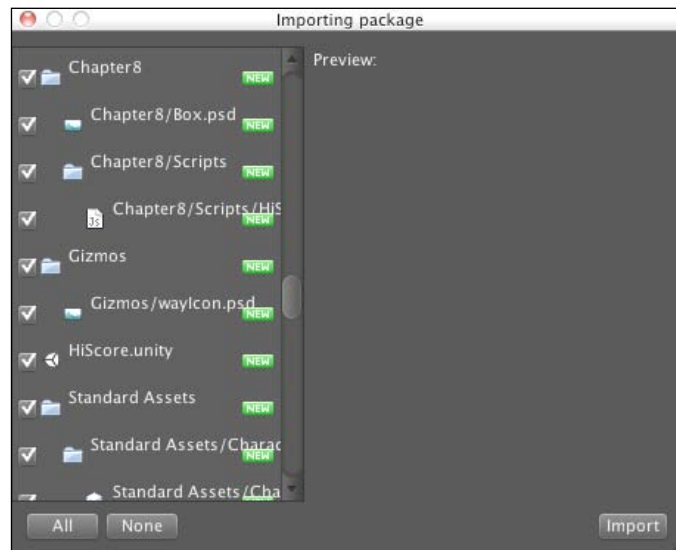 Importing package
Preview:
Chapter8
NEW
Chapter8/Box.psd
NEW
Chapter8/Scripts
NEW
Js
Chapter8/Scripts/HiS
NEW
Gizmos
NEW
Gizmos/wayIcon.psd
NEW
HiScore.unity
NEW
Standard Assets
NEW
Standard Assets/Charac
NEW
Standard Assets/Cha
All
None
Import